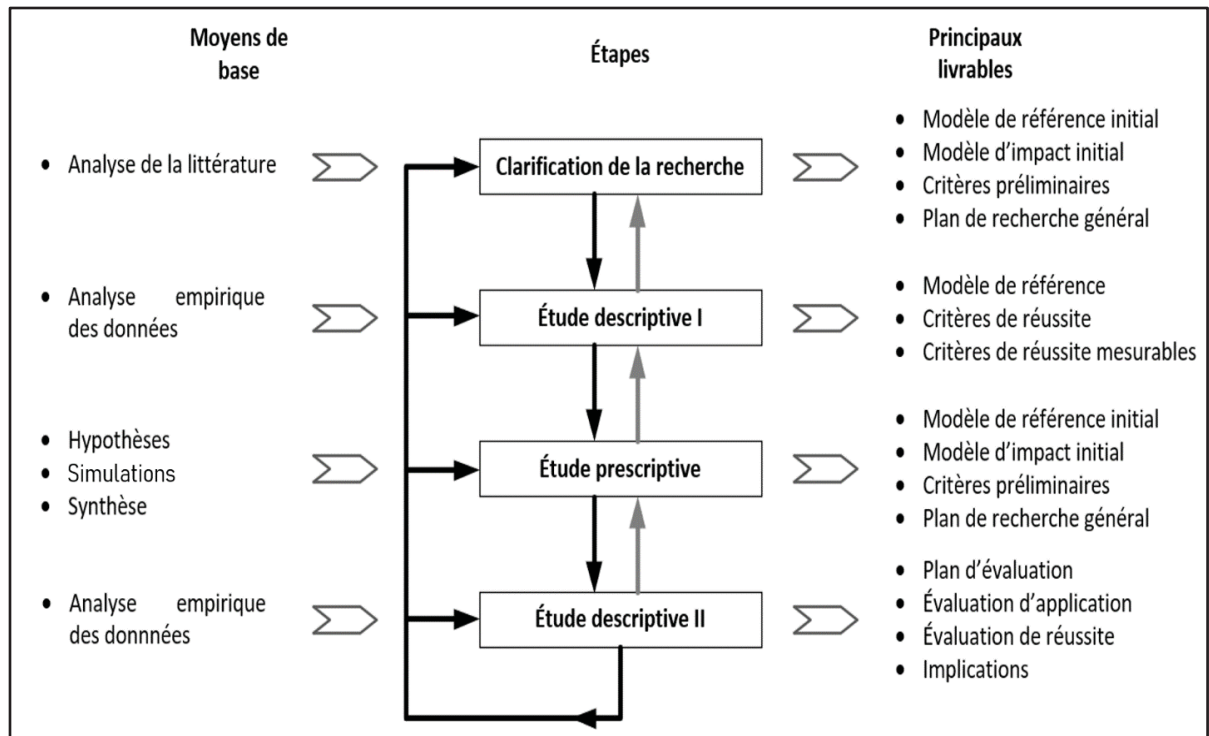 Moyens de
base
Étapes
Principaux
livrables
• Analyse de la littérature
Clarification de la recherche
• Modèle de référence initial
• Modèle d'impact initial
• Critères préliminaires
• Plan de recherche général
• Analyse empirique
des données
Étude descriptive I
• Modèle de référence
• Critères de réussite
• Critères de réussite mesurables
• Hypothèses
• Simulations
• Synthèse
Étude prescriptive
• Modèle de référence initial
• Modèle d'impact initial
• Critères préliminaires
• Plan de recherche général
• Analyse empirique
des donnnées
Étude descriptive II
• Plan d'évaluation
• Évaluation d'application
• Évaluation de réussite
• Implications